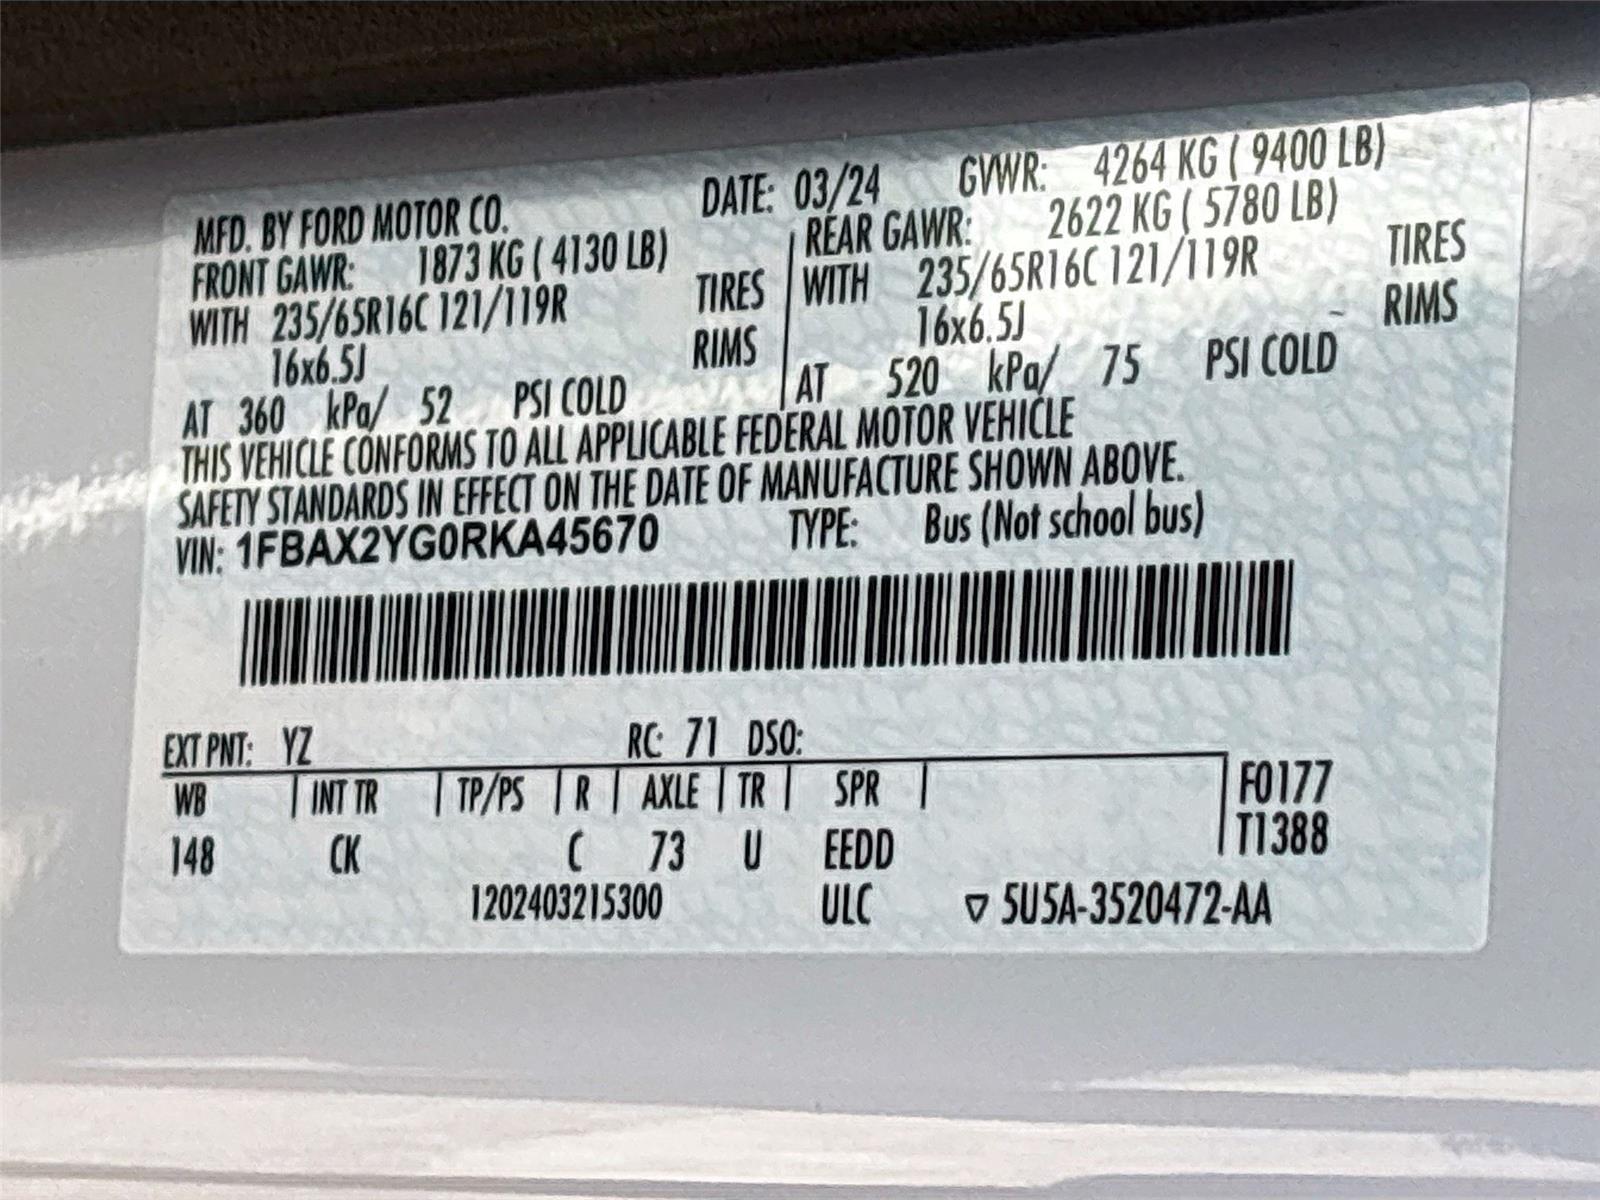 MFD. BY FORD MOTOR CO. DATE: 03/24 GVWR: 4264 KG ( 9400 LB)
FRONT GAWR: 1873 KG ( 4130 LB) REAR GAWR: 2622 KG ( 5780 LB)
WITH 235/65R16C 121/119R TIRES WITH 235/65R16C 121/119R TIRES
16x6.5J RIMS 16x6.5J RIMS
AT 360 kPa/ 52 PSI COLD AT 520 kPa/ 75 PSI COLD
THIS VEHICLE CONFORMS TO ALL APPLICABLE FEDERAL MOTOR VEHICLE
SAFETY STANDARDS IN EFFECT ON THE DATE OF MANUFACTURE SHOWN ABOVE.
VIN: 1FBAX2YG0RKA45670 TYPE: Bus (Not school bus)
EXT PNT: YZ RC: 71 DSO:
WB INT TR TP/PS R AXLE TR SPR F0177
T1388
148 CK C 73 U EEDD
1202403215300 ULC ▽ 5U5A-3520472-AA